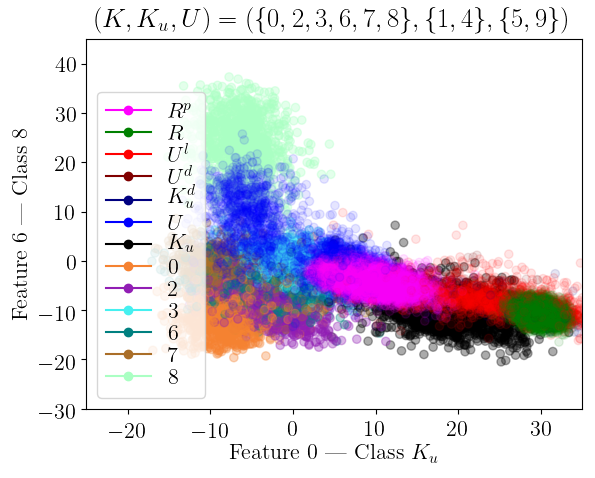 (K, K_u, U) = ({0, 2, 3, 6, 7, 8}, {1, 4}, {5, 9})
40
30
20
10
0
−10
−20
−30
Feature 6 — Class 8
R^p
R
U^l
U^d
K_u^d
U
K_u
0
2
3
6
7
8
−20
−10
0
10
20
30
Feature 0 — Class K_u